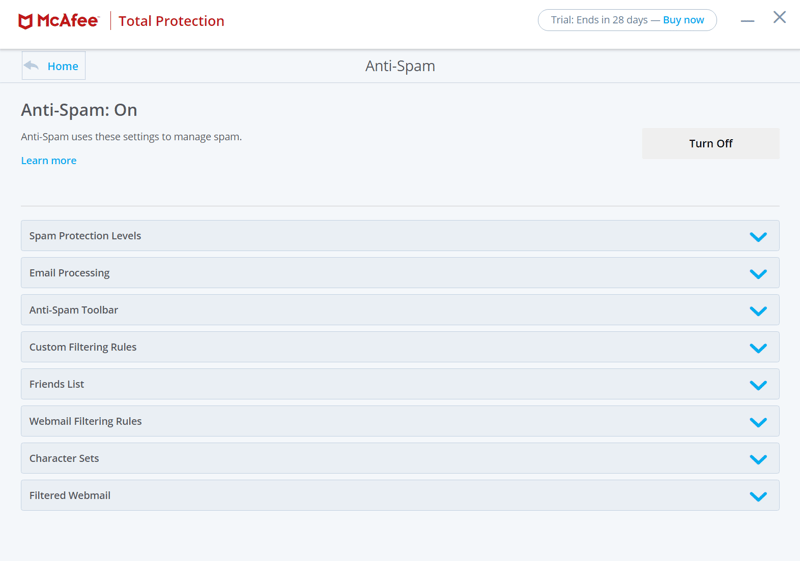 McAfee Total Protection
Trial: Ends in 28 days — Buy now
Home
Anti-Spam
Anti-Spam: On
Anti-Spam uses these settings to manage spam.
Turn Off
Learn more
Spam Protection Levels
Email Processing
Anti-Spam Toolbar
Custom Filtering Rules
Friends List
Webmail Filtering Rules
Character Sets
Filtered Webmail